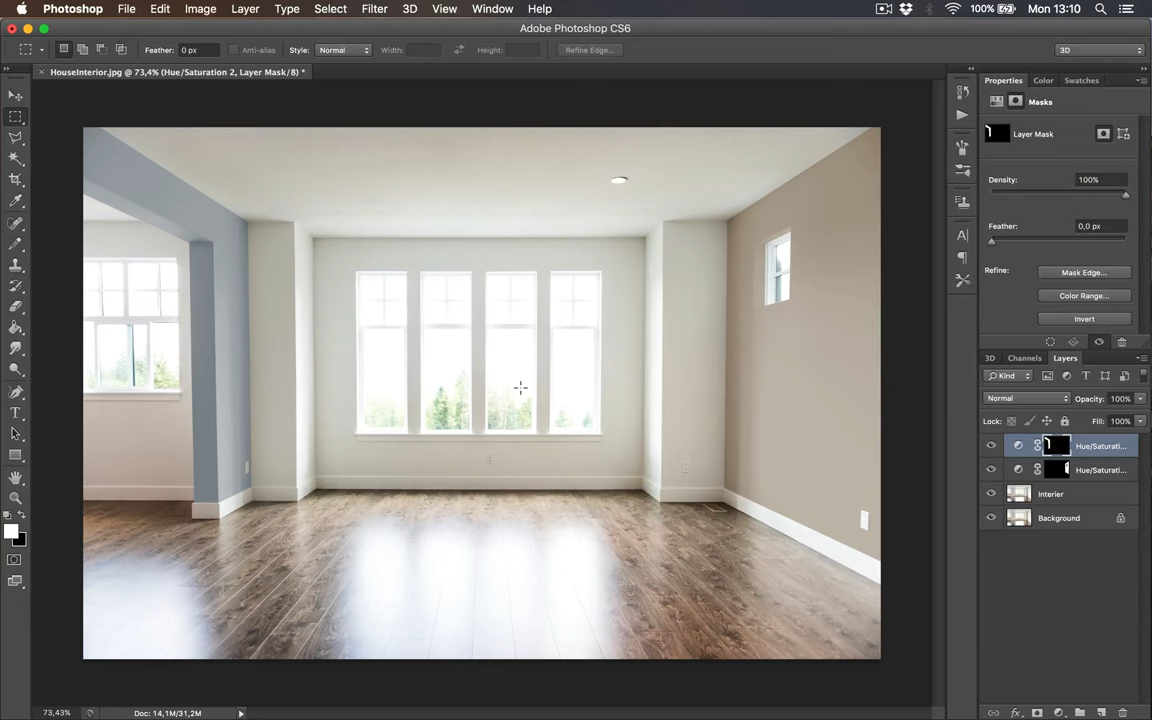 Photoshop File Edit Image Layer Type Select Filter 3D View Window Help 100% Mon 13:10
Adobe Photoshop CS6
Feather: 0 px Anti-alias Style: Normal Width: Height: Refine Edge... 3D
× HouseInterior.jpg @ 73,4% (Hue/Saturation 2, Layer Mask/8) *
Properties Color Swatches
Masks
Layer Mask
Density: 100%
Feather: 0,0 px
Refine: Mask Edge...
Color Range...
Invert
3D Channels Layers
Kind
Normal Opacity: 100%
Lock: Fill: 100%
Hue/Saturati...
Hue/Saturati...
Interier
Background
73,43% Doc: 14,1M/31,2M